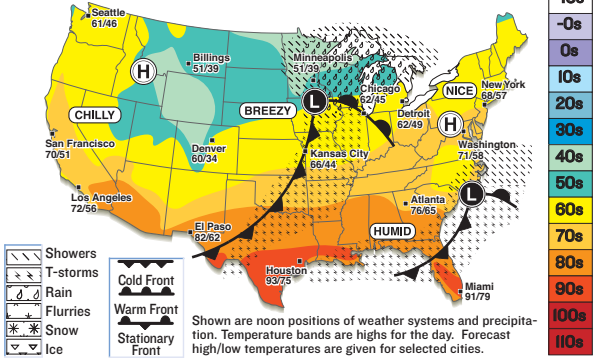 Seattle
61/46
Billings
51/39
Minneapolis
51/39
Chicago
62/45
Detroit
62/49
New York
68/57
Washington
71/58
San Francisco
70/51
Denver
60/34
Kansas City
66/44
Los Angeles
72/56
El Paso
82/62
Atlanta
76/65
Houston
93/75
Miami
91/79
H
L
H
L
CHILLY
BREEZY
NICE
HUMID
-0s
0s
10s
20s
30s
40s
50s
60s
70s
80s
90s
100s
110s
Showers
T-storms
Rain
Flurries
Snow
Ice
Cold Front
Warm Front
Stationary
Front
Shown are noon positions of weather systems and precipita-
tion. Temperature bands are highs for the day. Forecast
high/low temperatures are given for selected cities.